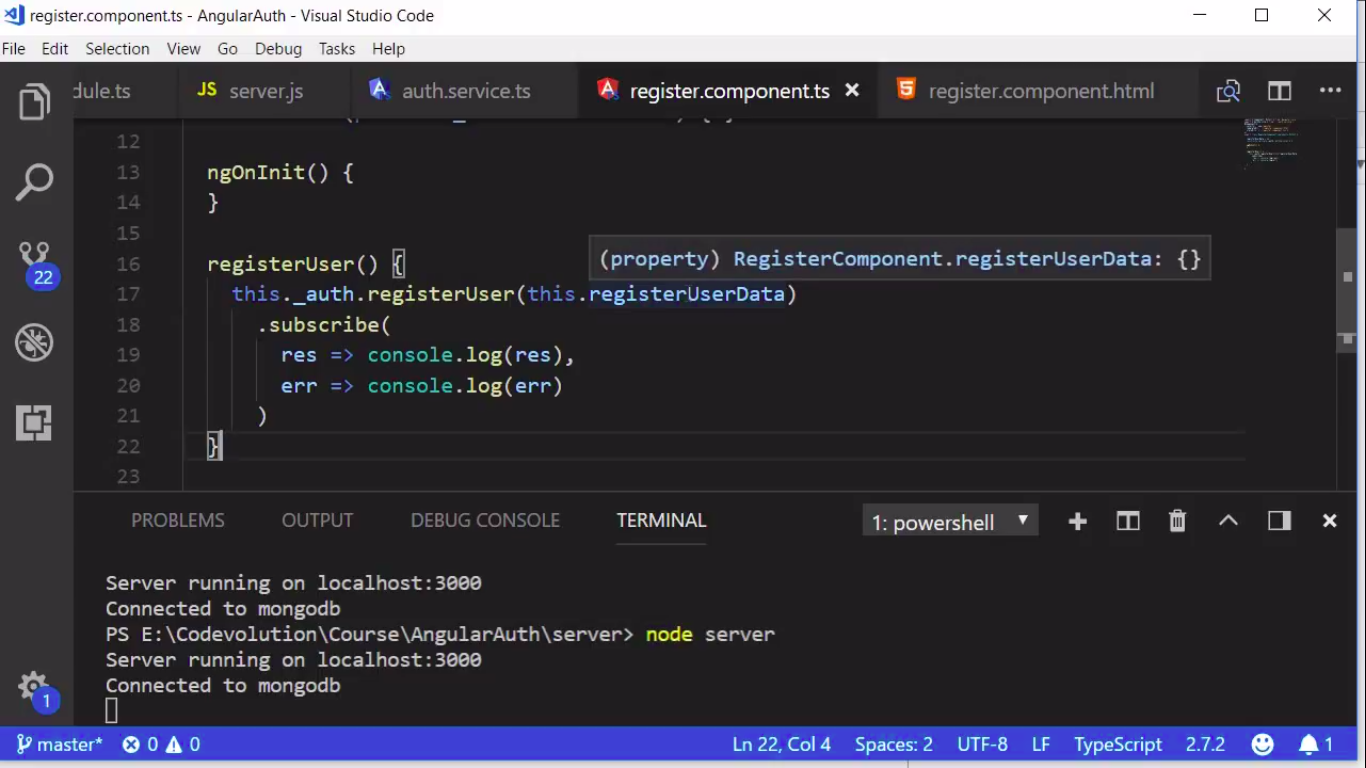 register.component.ts - AngularAuth - Visual Studio Code
File Edit Selection View Go Debug Tasks Help
dule.ts JS server.js auth.service.ts register.component.ts register.component.html
12
13 ngOnInit() {
14 }
15
(property) RegisterComponent.registerUserData: {}
16 registerUser() {
17 this._auth.registerUser(this.registerUserData)
18 .subscribe(
19 res => console.log(res),
20 err => console.log(err)
21 )
22 }
23
22
PROBLEMS OUTPUT DEBUG CONSOLE TERMINAL 1: powershell
Server running on localhost:3000
Connected to mongodb
PS E:\Codevolution\Course\AngularAuth\server> node server
Server running on localhost:3000
Connected to mongodb
1
master* 0 0 Ln 22, Col 4 Spaces: 2 UTF-8 LF TypeScript 2.7.2 1